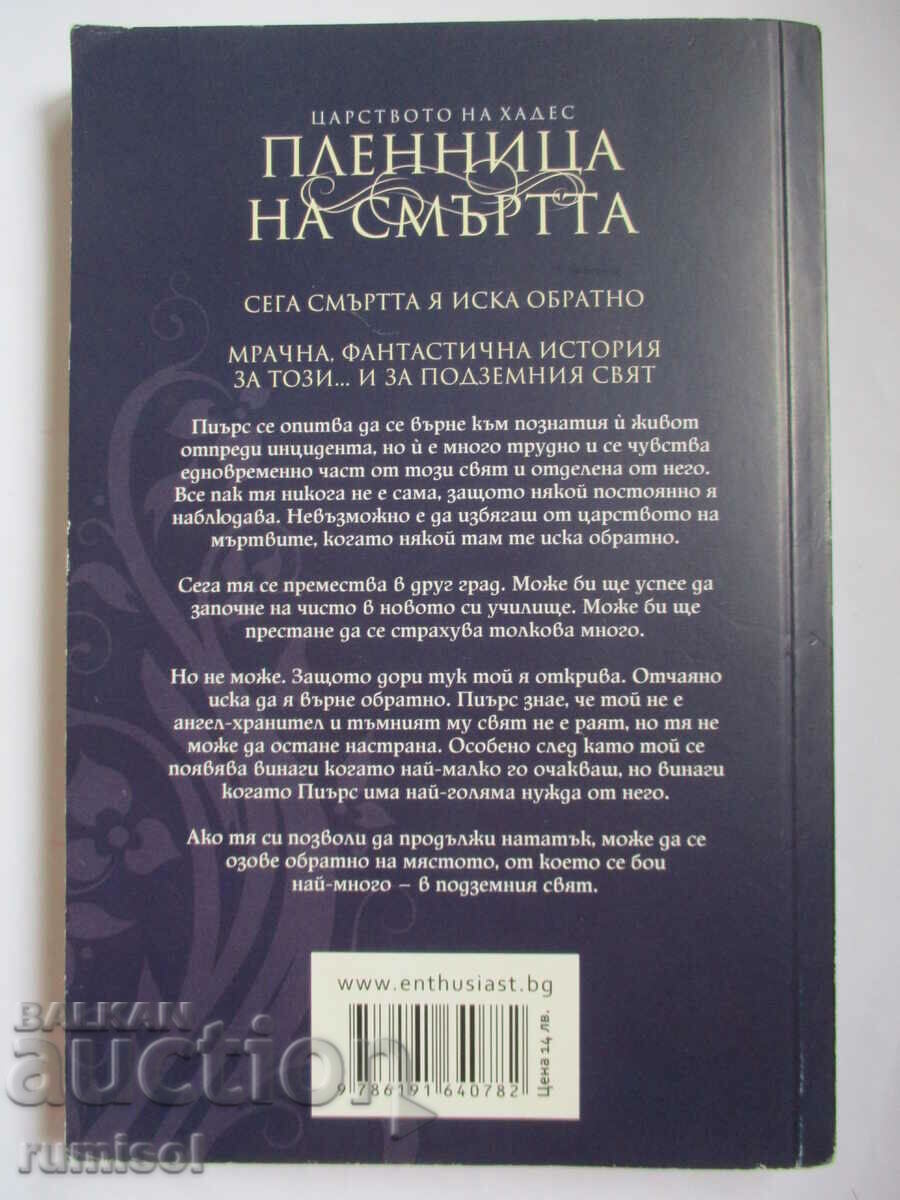 ЦАРСТВОТО НА ХАДЕС
ПЛЕННИЦА
НА СМЪРТТА
СЕГА СМЪРТТА Я ИСКА ОБРАТНО
МРАЧНА, ФАНТАСТИЧНА ИСТОРИЯ
ЗА ТОЗИ... И ЗА ПОДЗЕМНИЯ СВЯТ
Пиърс се опитва да се върне към познатия ѝ живот
отпреди инцидента, но ѝ е много трудно и се чувства
едновременно част от този свят и отделена от него.
Все пак тя никога не е сама, защото някой постоянно я
наблюдава. Невъзможно е да избягаш от царството на
мъртвите, когато някой там те иска обратно.
Сега тя се премества в друг град. Може би ще успее да
започне на чисто в новото си училище. Може би ще
престане да се страхува толкова много.
Но не може. Защото дори тук той я открива. Отчаяно
иска да я върне обратно. Пиърс знае, че той не е
ангел-хранител и тъмният му свят не е раят, но тя не
може да остане настрана. Особено след като той се
появява винаги когато най-малко го очакваш, но винаги
когато Пиърс има най-голяма нужда от него.
Ако тя си позволи да продължи нататък, може да се
озове обратно на мястото, от което се бои
най-много – в подземния свят.
www.enthusiast.bg
9 786191 640782
Цена 14 лв.
BALKAN
auction
rumisol